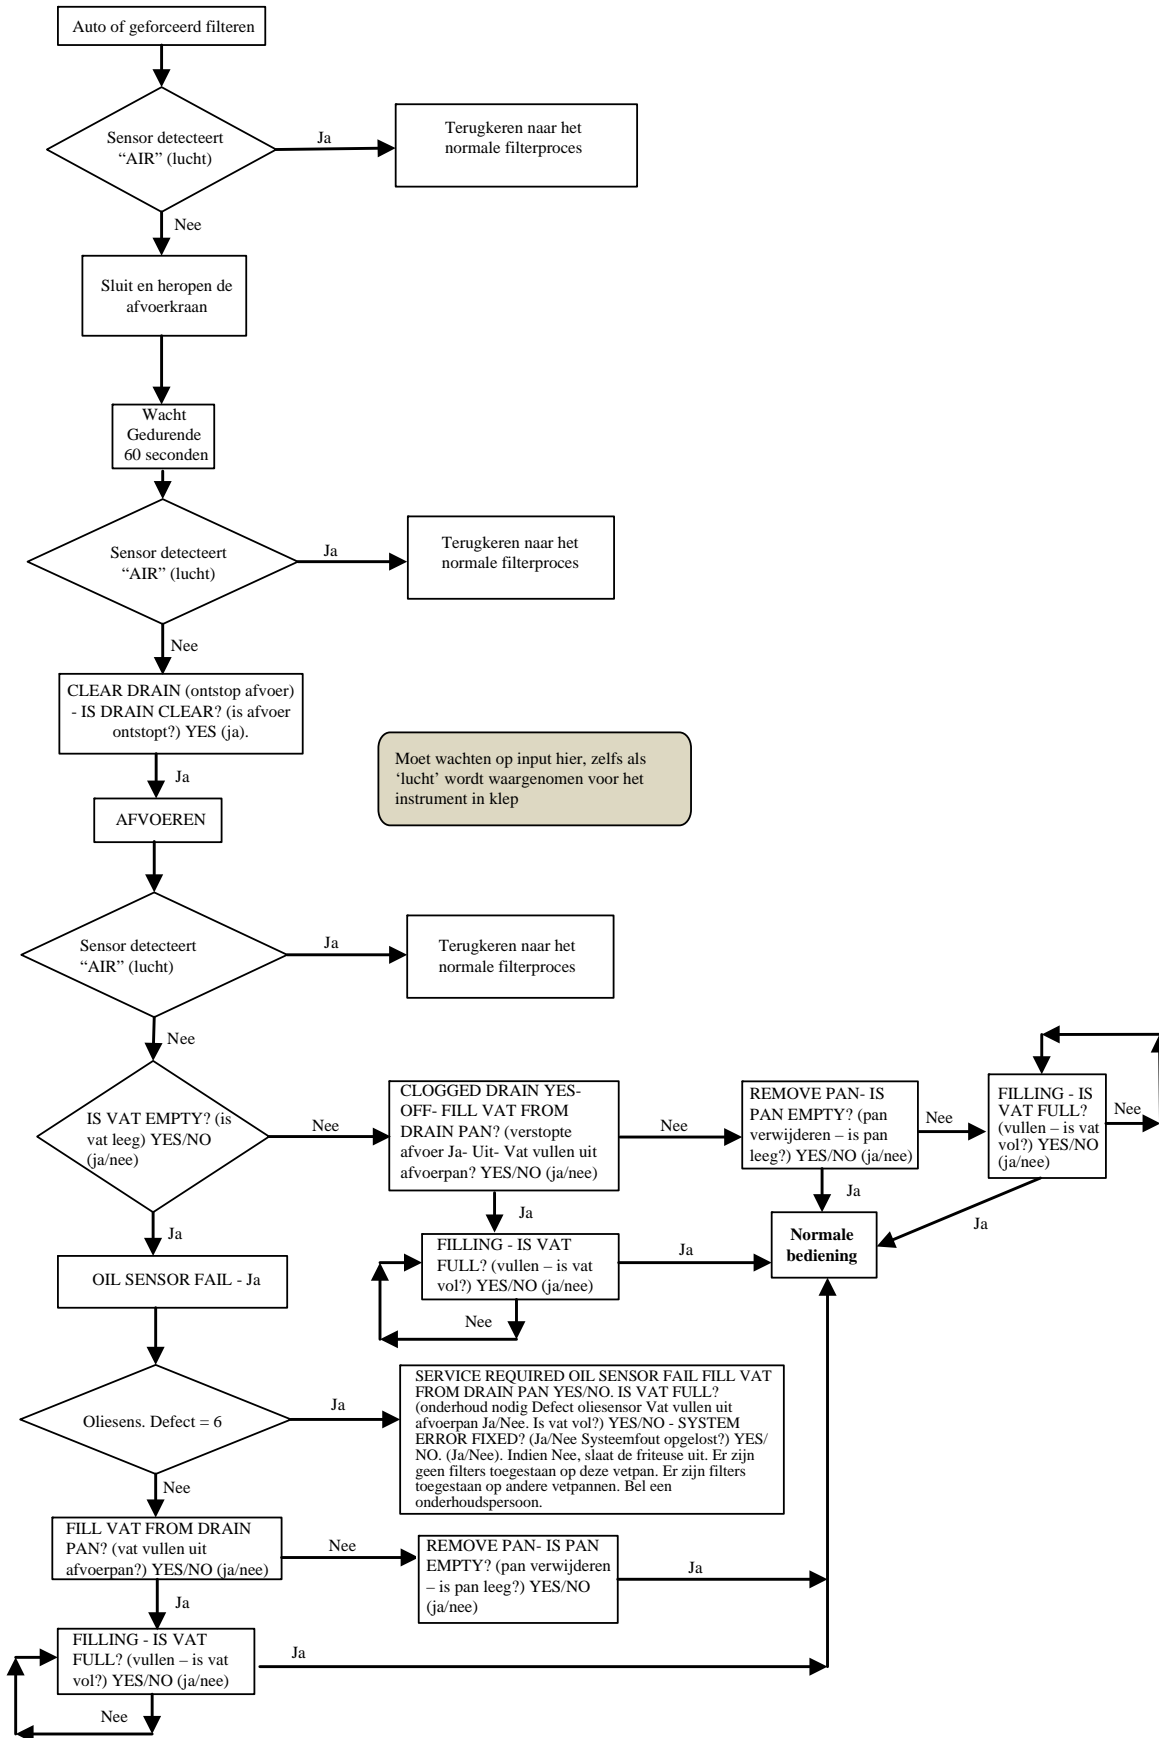 Auto of geforceerd filteren
Sensor detecteert
“AIR” (lucht)
Ja
Terugkeren naar het
normale filterproces
Nee
Sluit en heropen de
afvoerkraan
Wacht
Gedurende
60 seconden
Sensor detecteert
“AIR” (lucht)
Ja
Terugkeren naar het
normale filterproces
Nee
CLEAR DRAIN (ontstop afvoer)
- IS DRAIN CLEAR? (is afvoer
ontstopt?) YES (ja).
Moet wachten op input hier, zelfs als
‘lucht’ wordt waargenomen voor het
instrument in klep
Ja
AFVOEREN
Sensor detecteert
“AIR” (lucht)
Ja
Terugkeren naar het
normale filterproces
Nee
IS VAT EMPTY? (is
vat leeg) YES/NO
(ja/nee)
Nee
CLOGGED DRAIN YES-
OFF- FILL VAT FROM
DRAIN PAN? (verstopte
afvoer Ja- Uit- Vat vullen uit
afvoerpan? YES/NO (ja/nee)
Nee
REMOVE PAN- IS
PAN EMPTY? (pan
verwijderen – is pan
leeg?) YES/NO (ja/nee)
Nee
FILLING - IS
VAT FULL?
(vullen – is vat
vol?) YES/NO
(ja/nee)
Nee
Ja
Ja
Ja
Ja
Normale
bediening
OIL SENSOR FAIL - Ja
FILLING - IS VAT
FULL? (vullen – is vat
vol?) YES/NO (ja/nee)
Ja
Nee
Oliesens. Defect = 6
Ja
SERVICE REQUIRED OIL SENSOR FAIL FILL VAT
FROM DRAIN PAN YES/NO. IS VAT FULL?
(onderhoud nodig Defect oliesensor Vat vullen uit
afvoerpan Ja/Nee. Is vat vol?) YES/NO - SYSTEM
ERROR FIXED? (Ja/Nee Systeemfout opgelost?) YES/
NO. (Ja/Nee). Indien Nee, slaat de friteuse uit. Er zijn
geen filters toegestaan op deze vetpan. Er zijn filters
toegestaan op andere vetpannen. Bel een
onderhoudspersoon.
Nee
FILL VAT FROM DRAIN
PAN? (vat vullen uit
afvoerpan?) YES/NO (ja/nee)
Nee
REMOVE PAN- IS PAN
EMPTY? (pan verwijderen
– is pan leeg?) YES/NO
(ja/nee)
Ja
Ja
FILLING - IS VAT
FULL? (vullen – is vat
vol?) YES/NO (ja/nee)
Ja
Nee